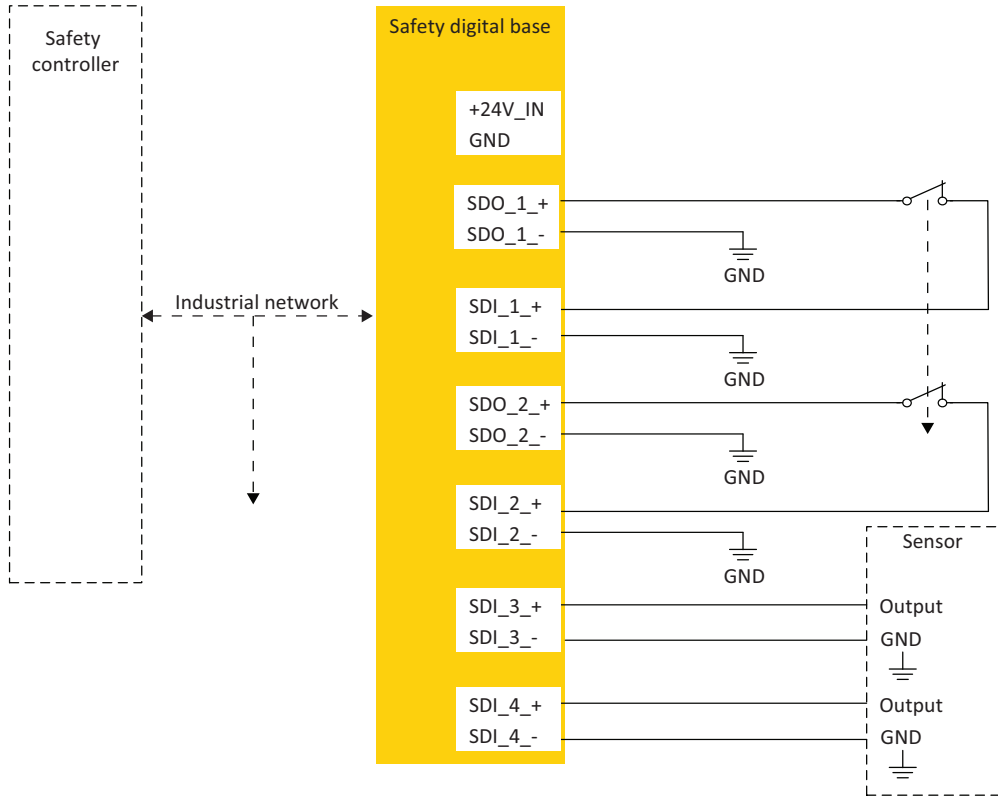 Safety
controller
Safety digital base
+24V_IN
GND
SDO_1_+
SDO_1_-
GND
Industrial network
SDI_1_+
SDI_1_-
GND
SDO_2_+
SDO_2_-
GND
SDI_2_+
SDI_2_-
GND
Sensor
SDI_3_+
Output
SDI_3_-
GND
SDI_4_+
Output
SDI_4_-
GND